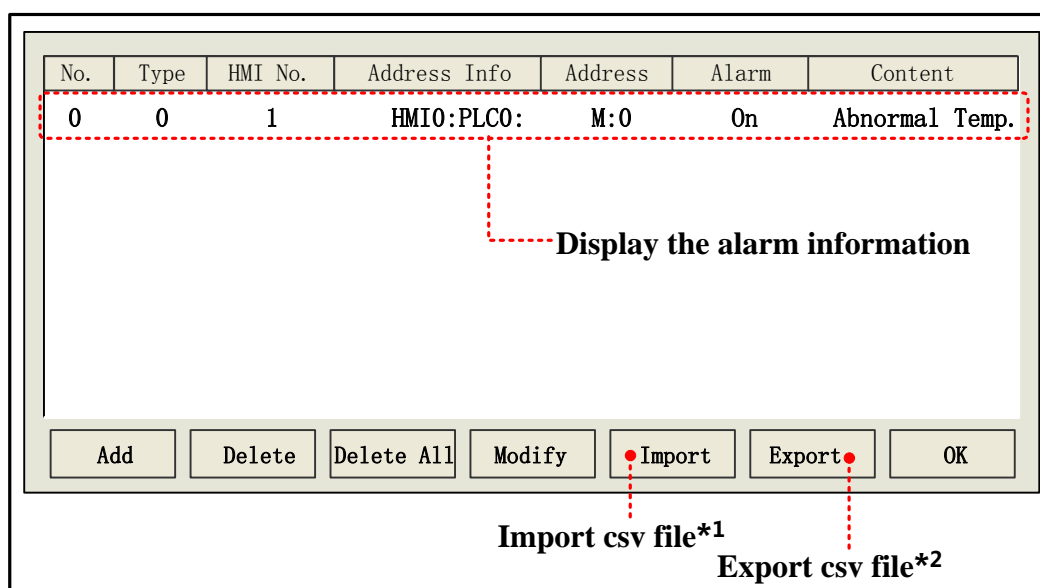 No. Type HMI No. Address Info Address Alarm Content
0 0 1 HMI0:PLC0: M:0 On Abnormal Temp.
Display the alarm information
Add Delete Delete All Modify Import Export OK
Import csv file*1
Export csv file*2